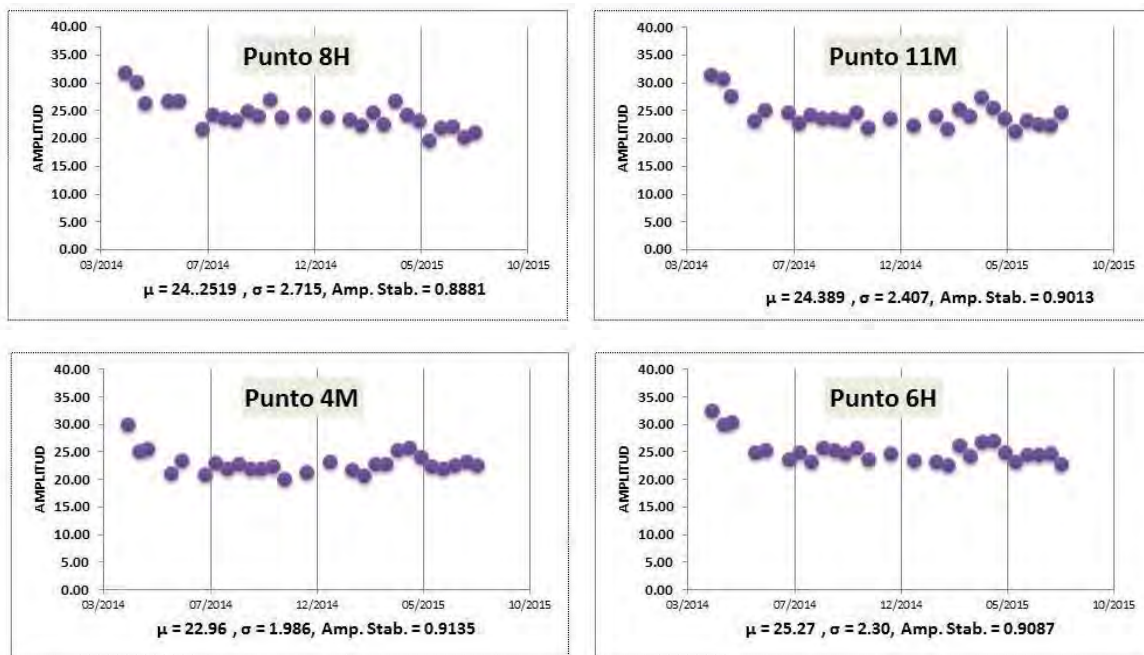 Punto 8H
AMPLITUD
40.00
35.00
30.00
25.00
20.00
15.00
10.00
5.00
0.00
03/2014 07/2014 12/2014 05/2015 10/2015
μ = 24..2519 , σ = 2.715, Amp. Stab. = 0.8881
Punto 11M
AMPLITUD
40.00
35.00
30.00
25.00
20.00
15.00
10.00
5.00
0.00
03/2014 07/2014 12/2014 05/2015 10/2015
μ = 24.389 , σ = 2.407, Amp. Stab. = 0.9013
Punto 4M
AMPLITUD
40.00
35.00
30.00
25.00
20.00
15.00
10.00
5.00
0.00
03/2014 07/2014 12/2014 05/2015 10/2015
μ = 22.96 , σ = 1.986, Amp. Stab. = 0.9135
Punto 6H
AMPLITUD
40.00
35.00
30.00
25.00
20.00
15.00
10.00
5.00
0.00
03/2014 07/2014 12/2014 05/2015 10/2015
μ = 25.27 , σ = 2.30, Amp. Stab. = 0.9087